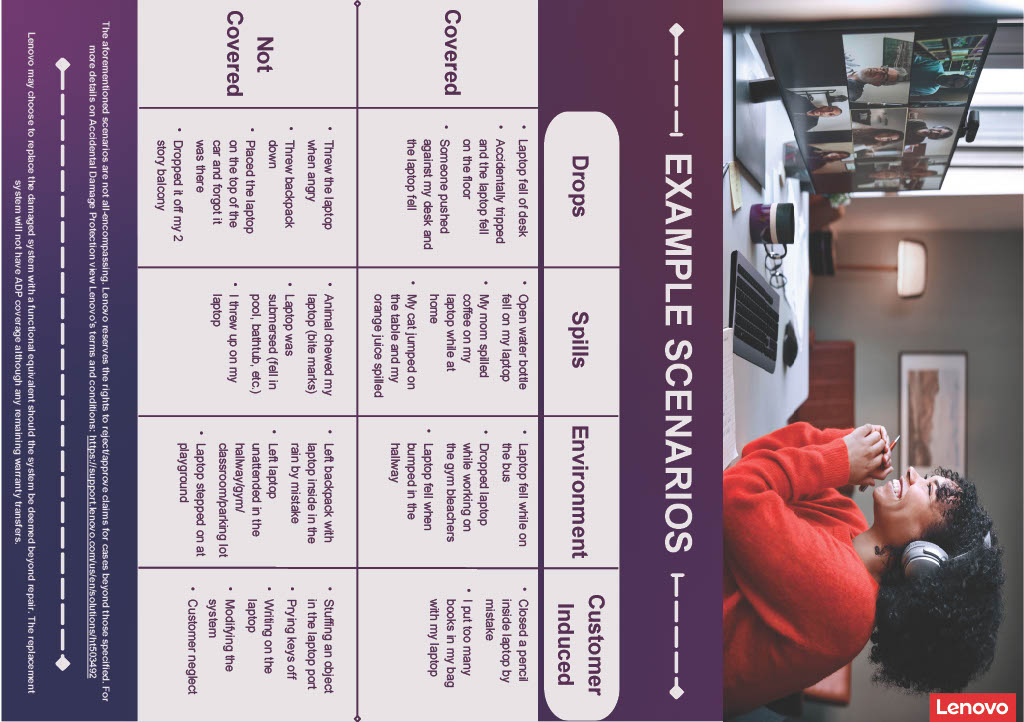 Lenovo
EXAMPLE SCENARIOS
Drops
Spills
Environment
Customer
Induced
Covered
• Laptop fell of desk
• Accidentally tripped
and the laptop fell
on the floor
• Someone pushed
against my desk and
the laptop fell
• Open water bottle
fell on my laptop
• My mom spilled
coffee on my
laptop while at
home
• My cat jumped on
the table and my
orange juice spilled
• Laptop fell while on
the bus
• Dropped laptop
while working on
the gym bleachers
• Laptop fell when
bumped in the
hallway
• Closed a pencil
inside laptop by
mistake
• I put too many
books in my bag
with my laptop
Not
Covered
• Threw the laptop
when angry
• Threw backpack
down
• Placed the laptop
on the top of the
car and forgot it
was there
• Dropped it off my 2
story balcony
• Animal chewed my
laptop (bite marks)
• Laptop was
submersed (fell in
pool, bathtub, etc.)
• I threw up on my
laptop
• Left backpack with
laptop inside in the
rain by mistake
• Left laptop
unattended in the
hallway/gym/
classroom/parking lot
• Laptop stepped on at
playground
• Stuffing an object
in the laptop port
• Prying keys off
• Writing on the
laptop
• Modifying the
system
• Customer neglect
The aforementioned scenarios are not all-encompassing. Lenovo reserves the rights to reject/approve claims for cases beyond those specified. For
more details on Accidental Damage Protection view Lenovo's terms and conditions: https://support.lenovo.com/us/en/solutions/ht503492
Lenovo may choose to replace the damaged system with a functional equivalent should the system be deemed beyond repair. The replacement
system will not have ADP coverage although any remaining warranty transfers.